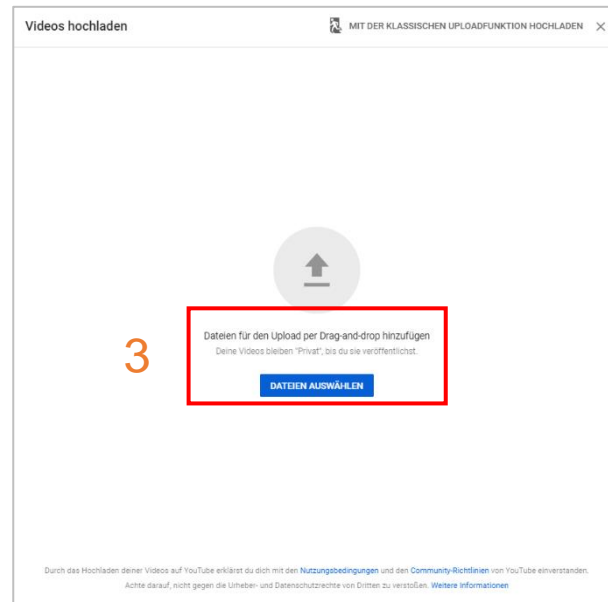 Videos hochladen
MIT DER KLASSISCHEN UPLOADFUNKTION HOCHLADEN
3
Dateien für den Upload per Drag-and-drop hinzufügen
Deine Videos bleiben "Privat", bis du sie veröffentlichst.
DATEIEN AUSWÄHLEN
Durch das Hochladen deiner Videos auf YouTube erklärst du dich mit den Nutzungsbedingungen und den Community-Richtlinien von YouTube einverstanden.
Achte darauf, nicht gegen die Urheber- und Datenschutzrechte von Dritten zu verstoßen. Weitere Informationen